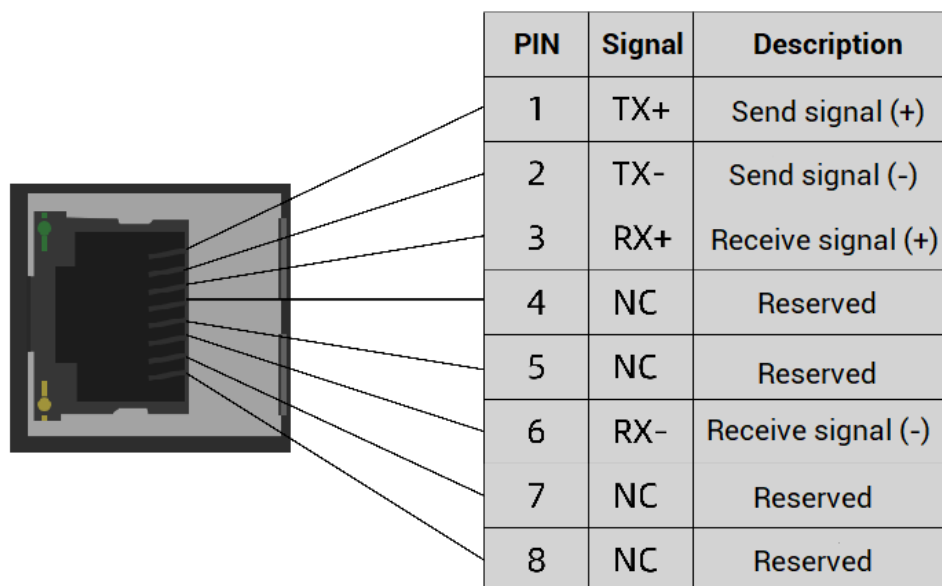 PIN Signal Description
1 TX+ Send signal (+)
2 TX- Send signal (-)
3 RX+ Receive signal (+)
4 NC Reserved
5 NC Reserved
6 RX- Receive signal (-)
7 NC Reserved
8 NC Reserved